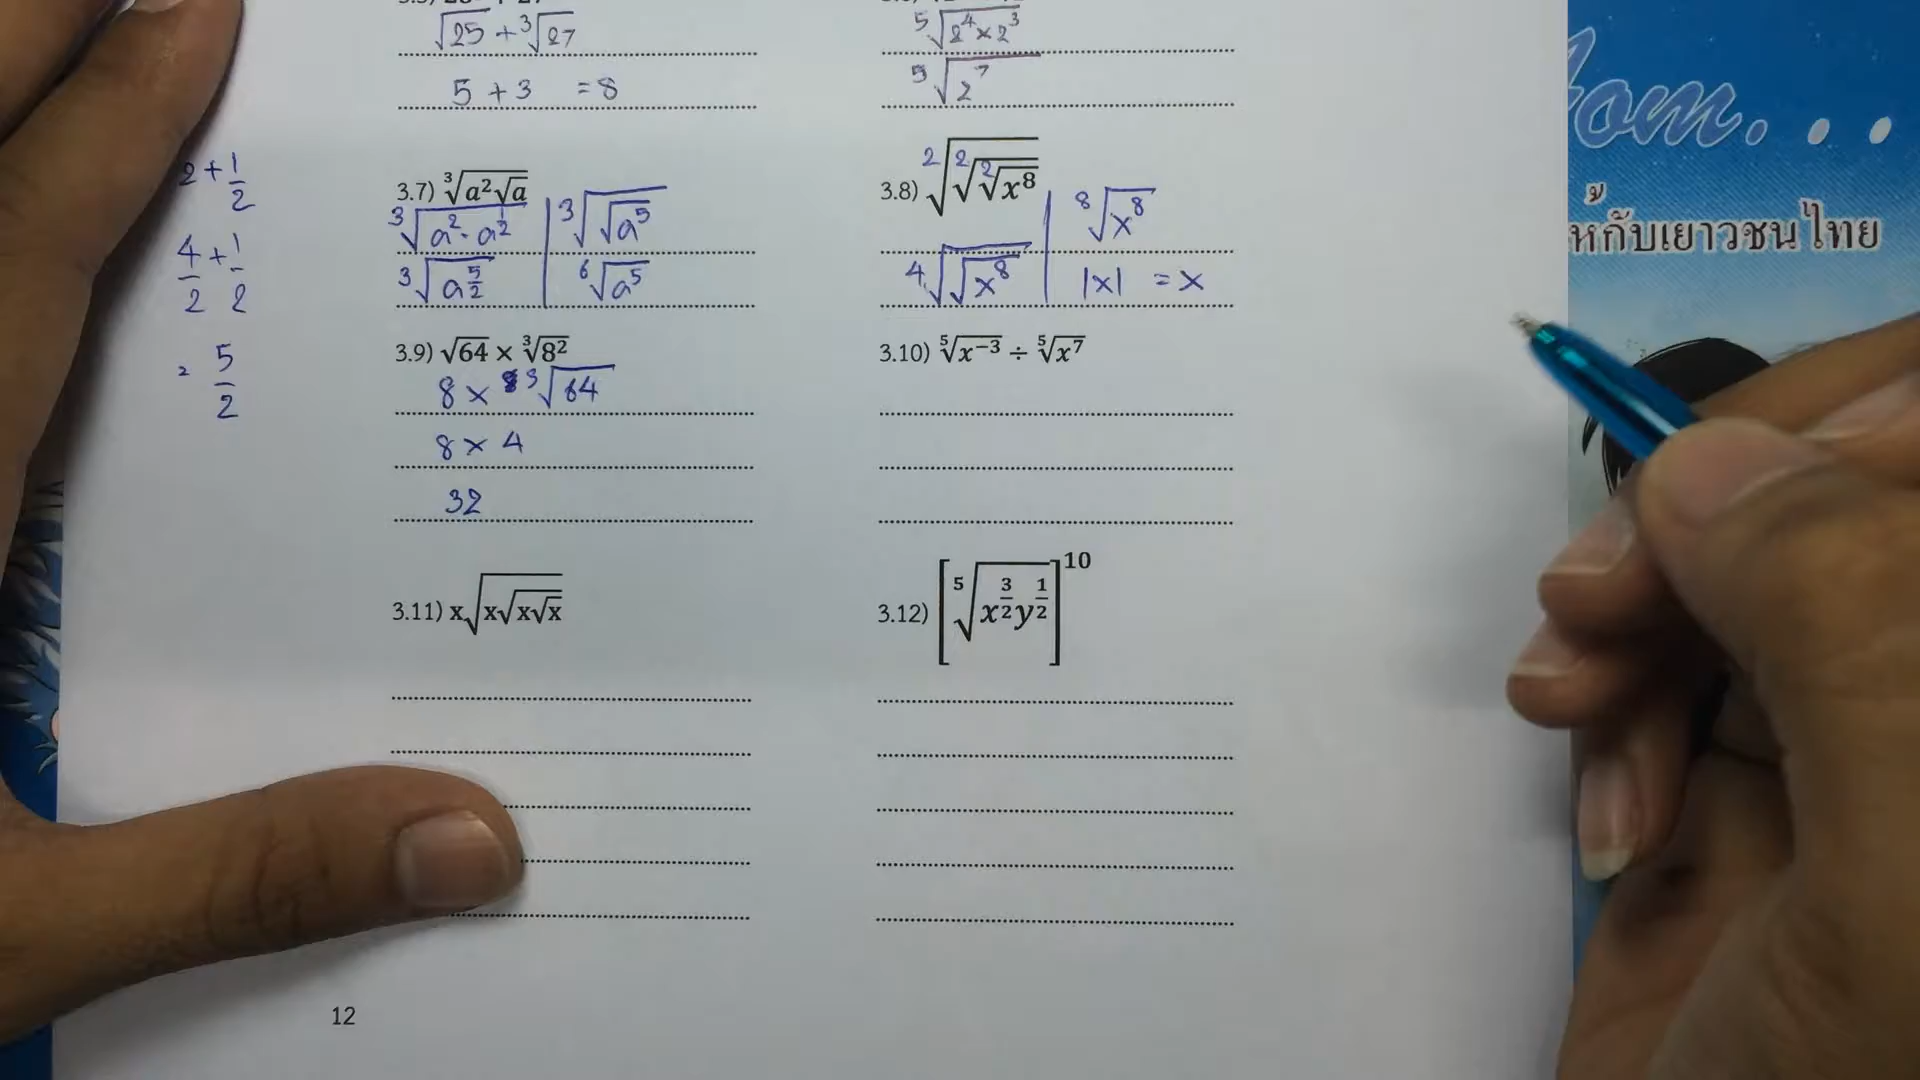 √25 + ³√27
5 + 3 = 8
⁵√(2⁴ × 2³)
⁵√(2⁷)
2 + 1/2
4/2 + 1/2
= 5/2
3.7) ³√(a²√a)
³√(a² · a^(1/2))
³√(a^(5/2))
³√(√(a⁵))
⁶√(a⁵)
3.8) √(√(√(x⁸)))
2 2 2
⁴√(√(x⁸))
⁸√(x⁸)
|x| = x
3.9) √64 × ³√(8²)
8 × ³√64
8 × 4
32
3.10) ⁵√(x⁻³) ÷ ⁵√(x⁷)
3.11) x√(x√(x√x))
3.12) [⁵√(x^(3/2) y^(1/2))]¹⁰
12
om...
ห้กับเยาวชนไทย